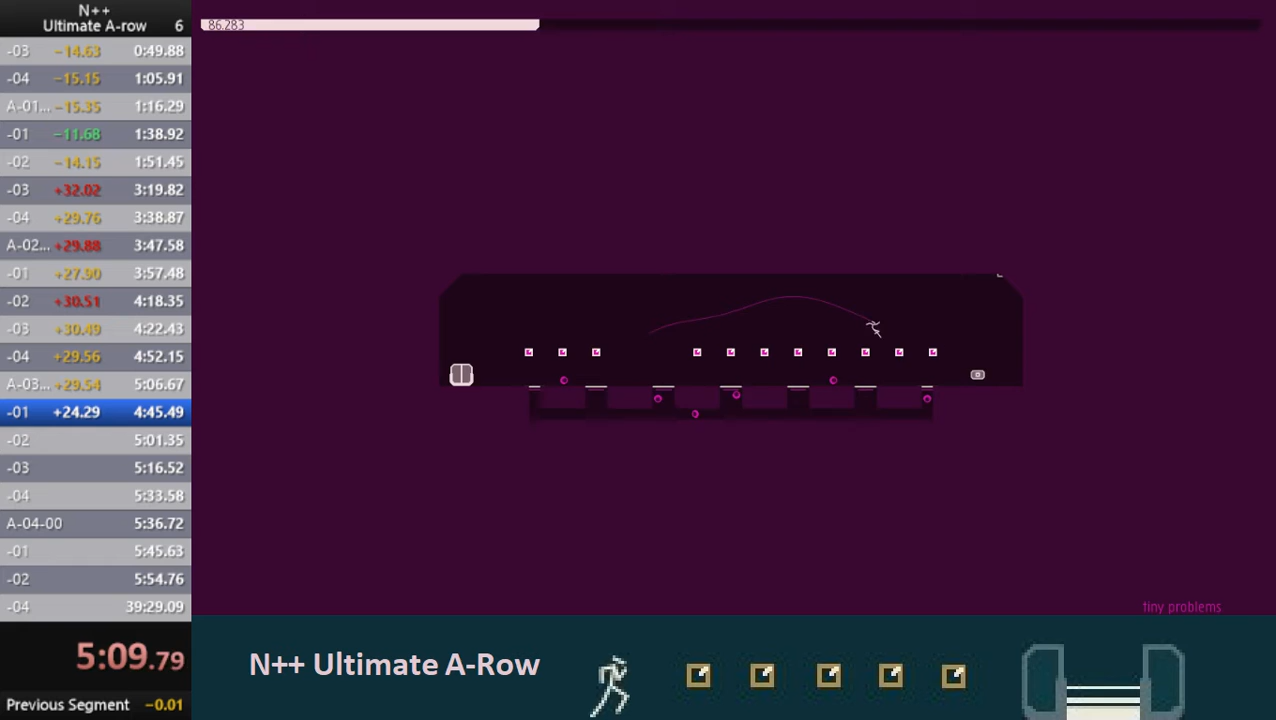 N++
Ultimate A-row 6
-03 −14.63 0:49.88
-04 −15.15 1:05.91
A-01... −15.35 1:16.29
-01 −11.68 1:38.92
-02 −14.15 1:51.45
-03 +32.02 3:19.82
-04 +29.76 3:38.87
A-02... +29.88 3:47.58
-01 +27.90 3:57.48
-02 +30.51 4:18.35
-03 +30.49 4:22.43
-04 +29.56 4:52.15
A-03... +29.54 5:06.67
-01 +24.29 4:45.49
-02 5:01.35
-03 5:16.52
-04 5:33.58
A-04-00 5:36.72
-01 5:45.63
-02 5:54.76
-04 39:29.09
5:09.79
Previous Segment −0.01
86.283
tiny problems
N++ Ultimate A-Row